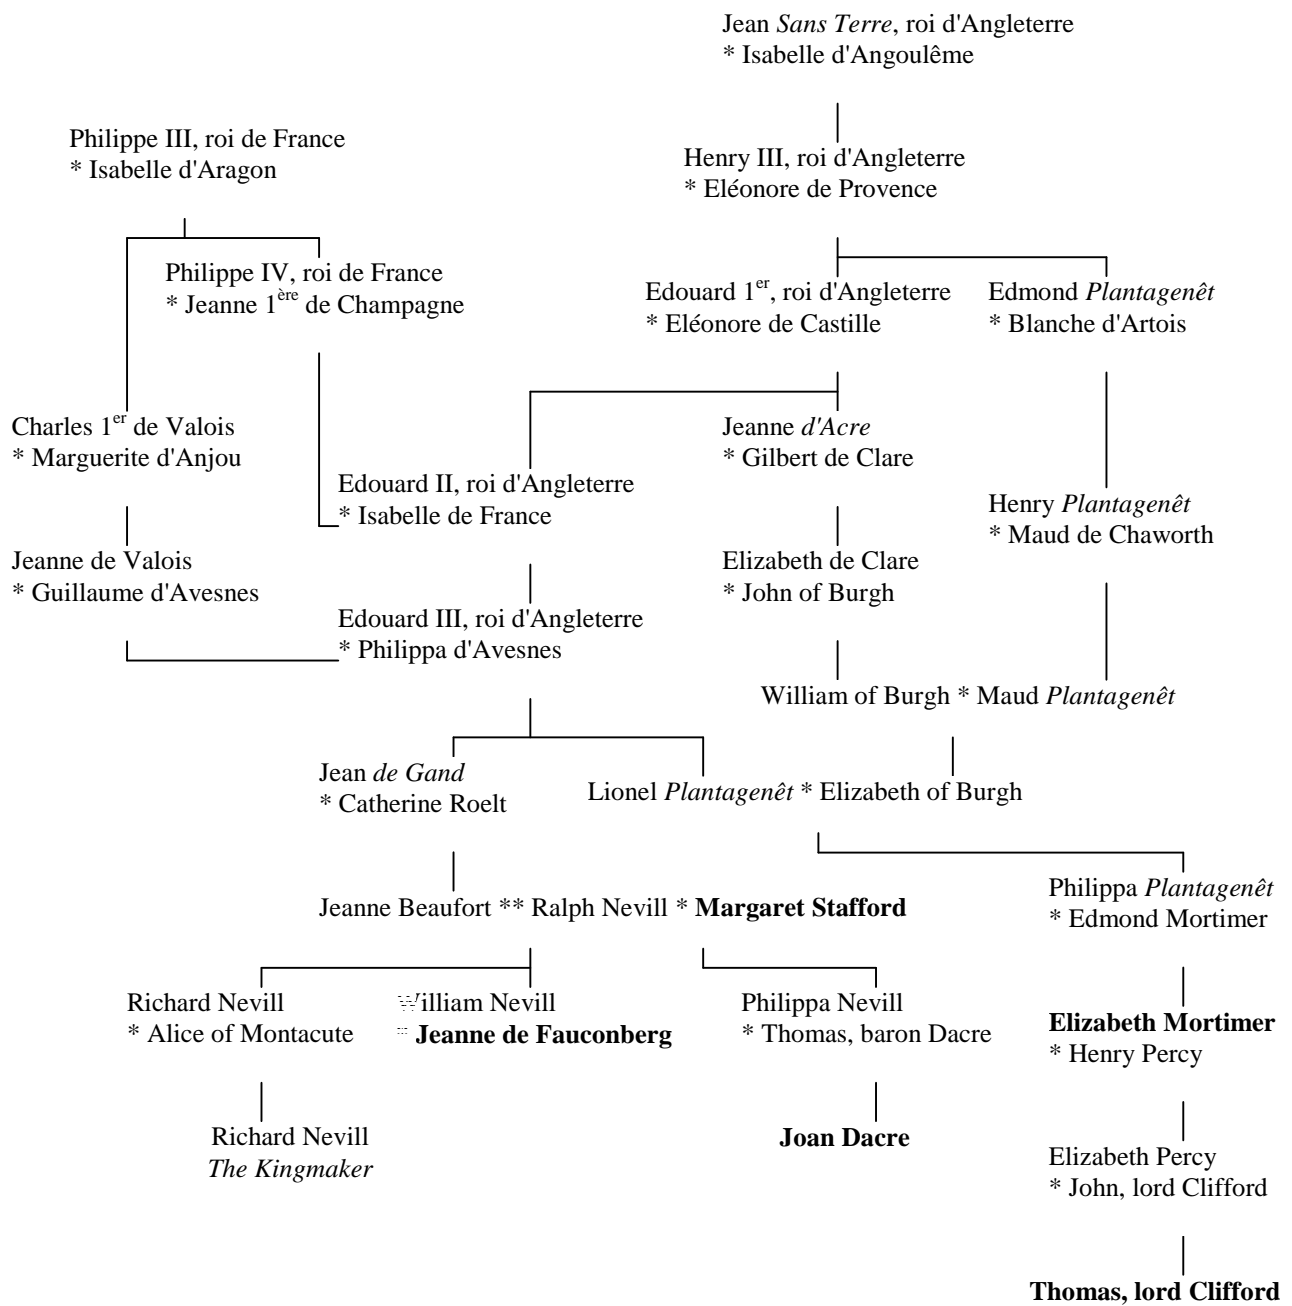 Jean Sans Terre, roi d'Angleterre
* Isabelle d'Angoulême
Philippe III, roi de France
* Isabelle d'Aragon
Henry III, roi d'Angleterre
* Eléonore de Provence
Philippe IV, roi de France
* Jeanne 1ère de Champagne
Edouard 1er, roi d'Angleterre
* Eléonore de Castille
Edmond Plantagenêt
* Blanche d'Artois
Charles 1er de Valois
* Marguerite d'Anjou
Jeanne d'Acre
* Gilbert de Clare
Edouard II, roi d'Angleterre
* Isabelle de France
Henry Plantagenêt
* Maud de Chaworth
Jeanne de Valois
* Guillaume d'Avesnes
Elizabeth de Clare
* John of Burgh
Edouard III, roi d'Angleterre
* Philippa d'Avesnes
William of Burgh * Maud Plantagenêt
Jean de Gand
* Catherine Roelt
Lionel Plantagenêt * Elizabeth of Burgh
Philippa Plantagenêt
* Edmond Mortimer
Jeanne Beaufort ** Ralph Nevill * Margaret Stafford
Richard Nevill
* Alice of Montacute
William Nevill
* Jeanne de Fauconberg
Philippa Nevill
* Thomas, baron Dacre
Elizabeth Mortimer
* Henry Percy
Richard Nevill
The Kingmaker
Joan Dacre
Elizabeth Percy
* John, lord Clifford
Thomas, lord Clifford